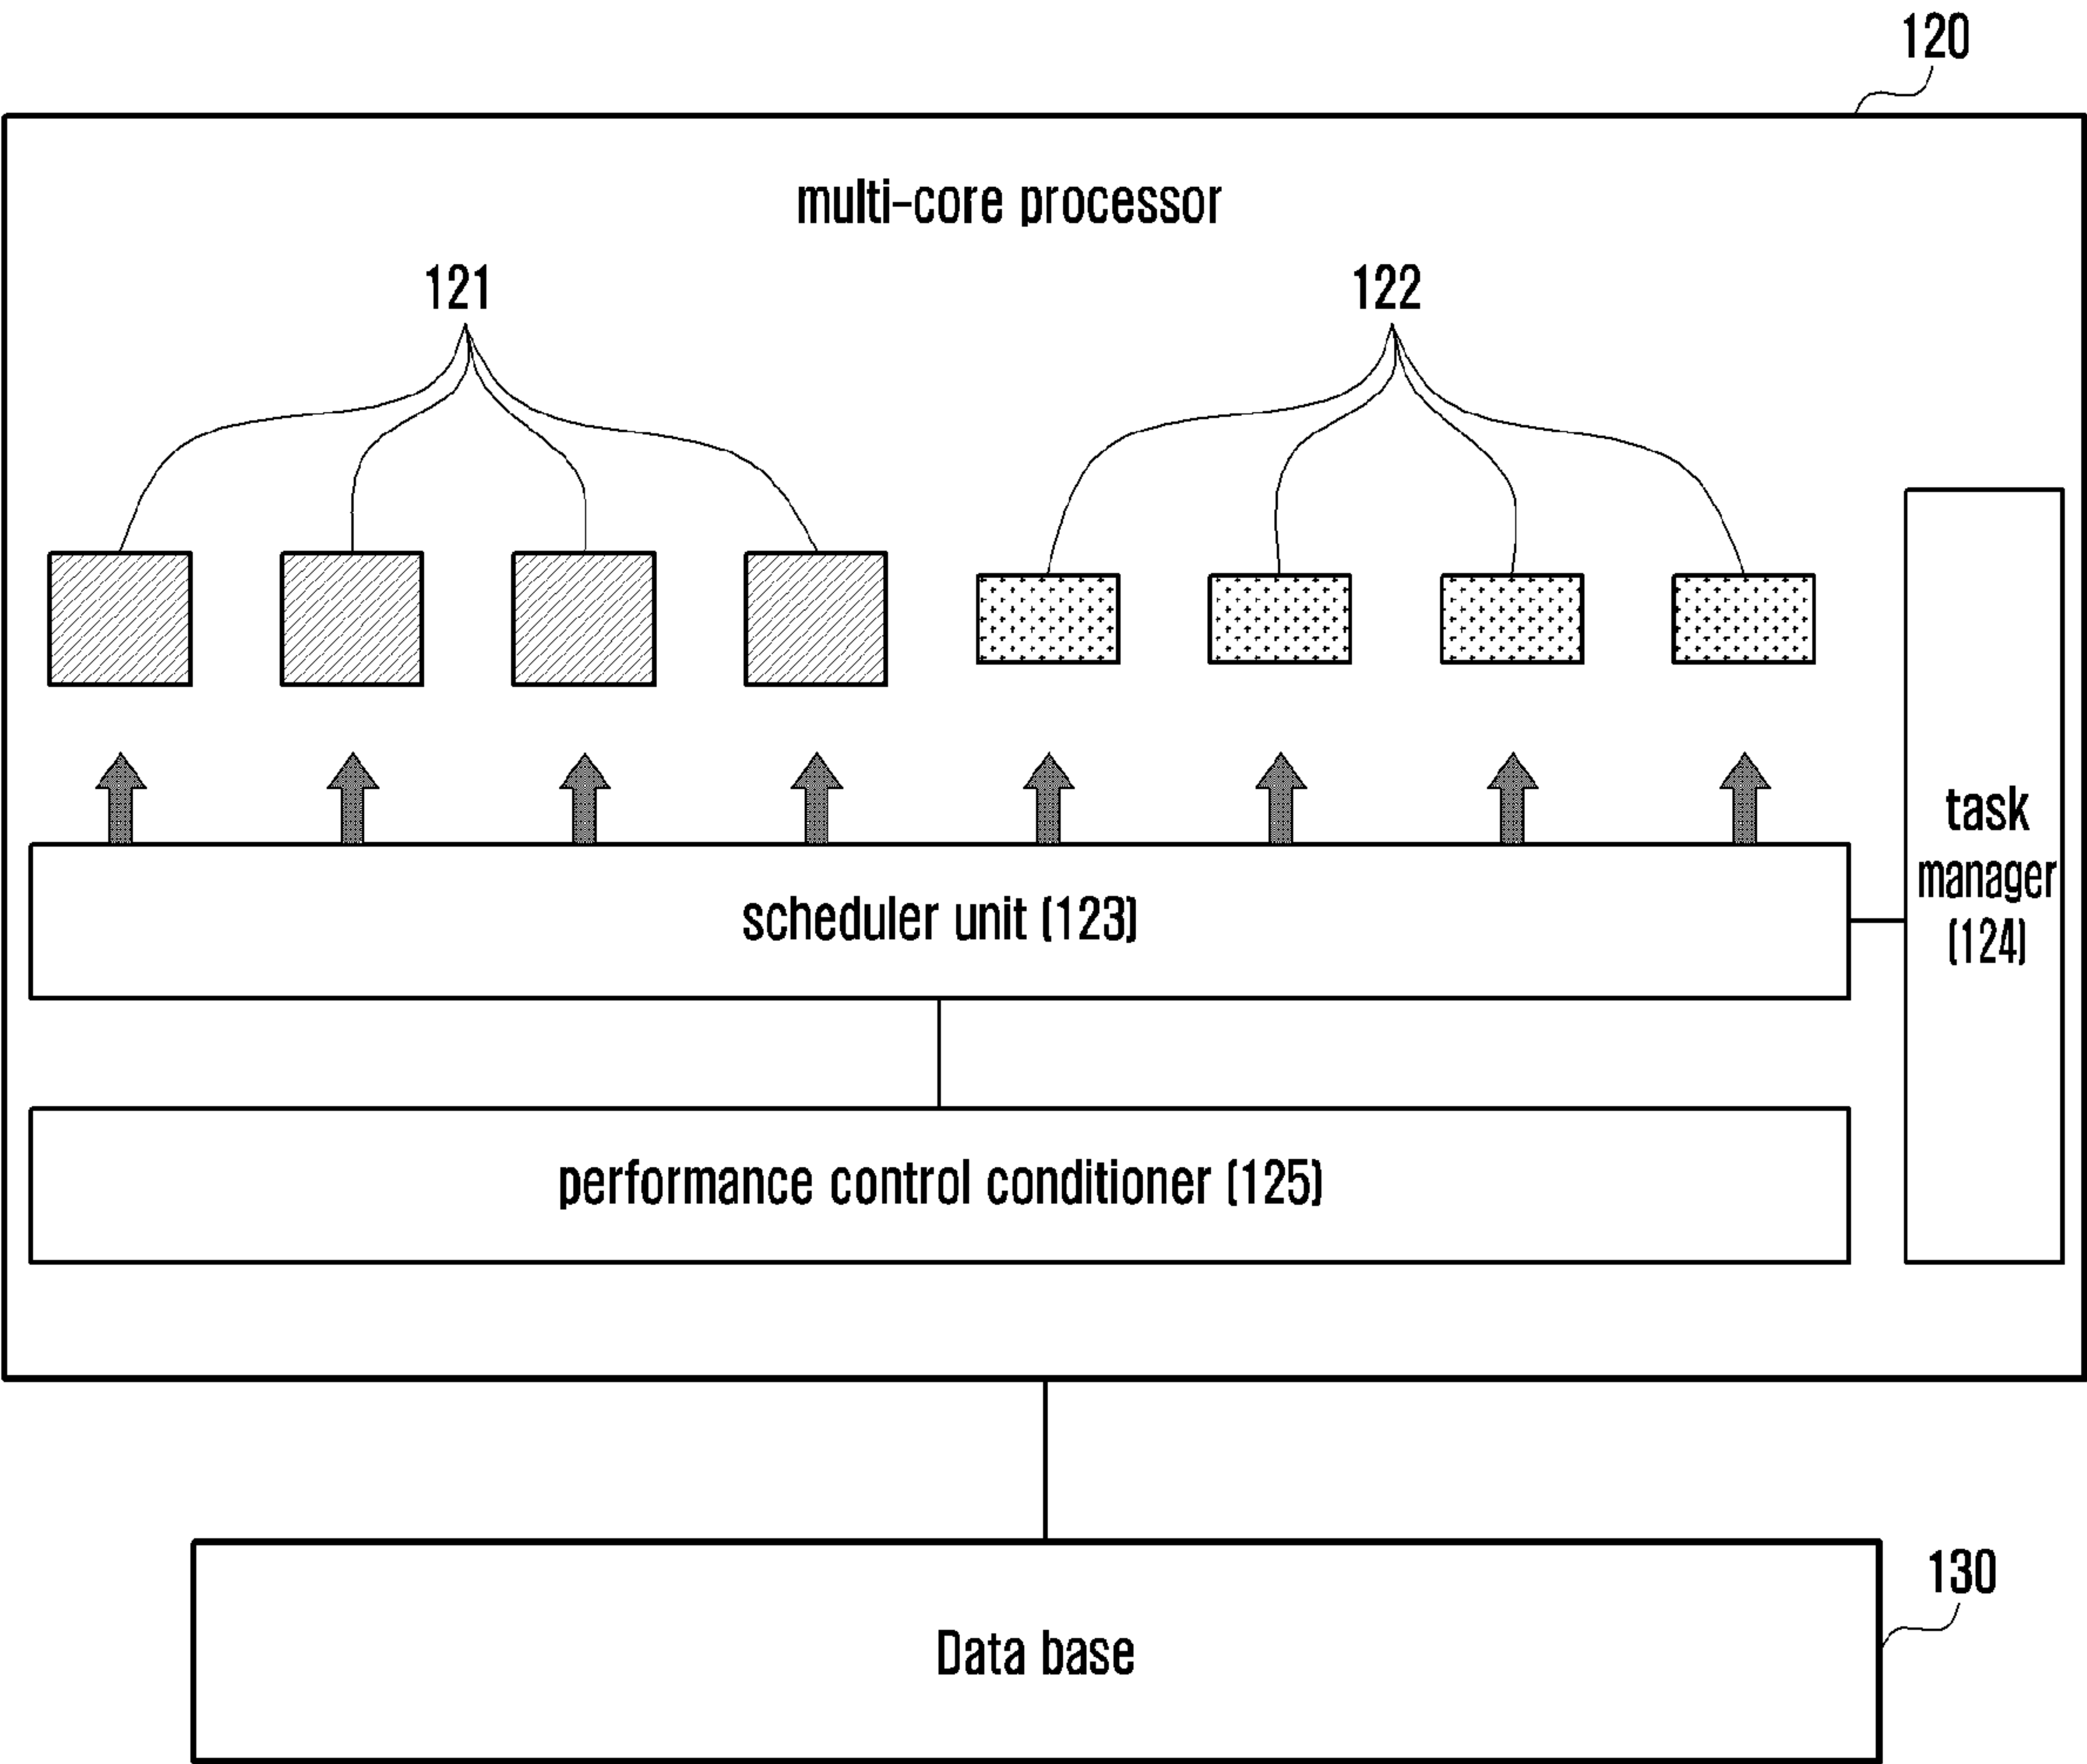 120
multi-core processor
121
122
task
manager
(124)
scheduler unit (123)
performance control conditioner (125)
130
Data base